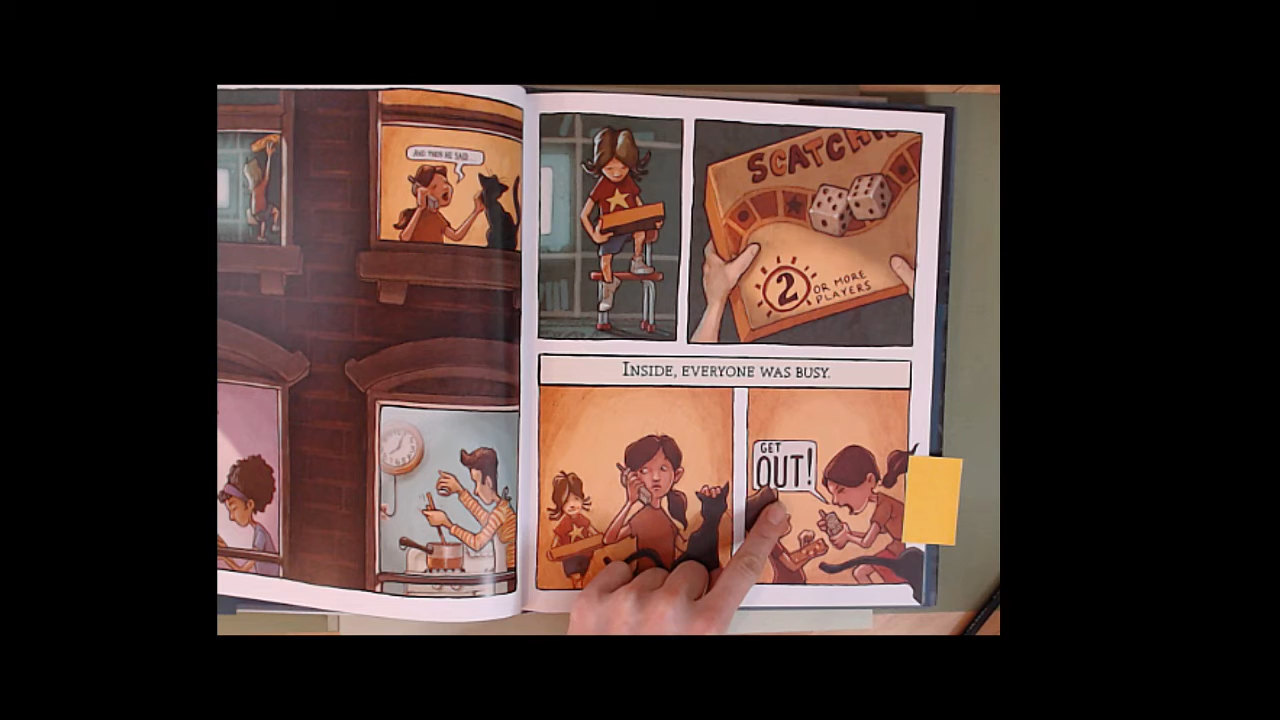 AND THEN HE SAID
SCATCH
2
OR MORE
PLAYERS
INSIDE, EVERYONE WAS BUSY.
GET
OUT!